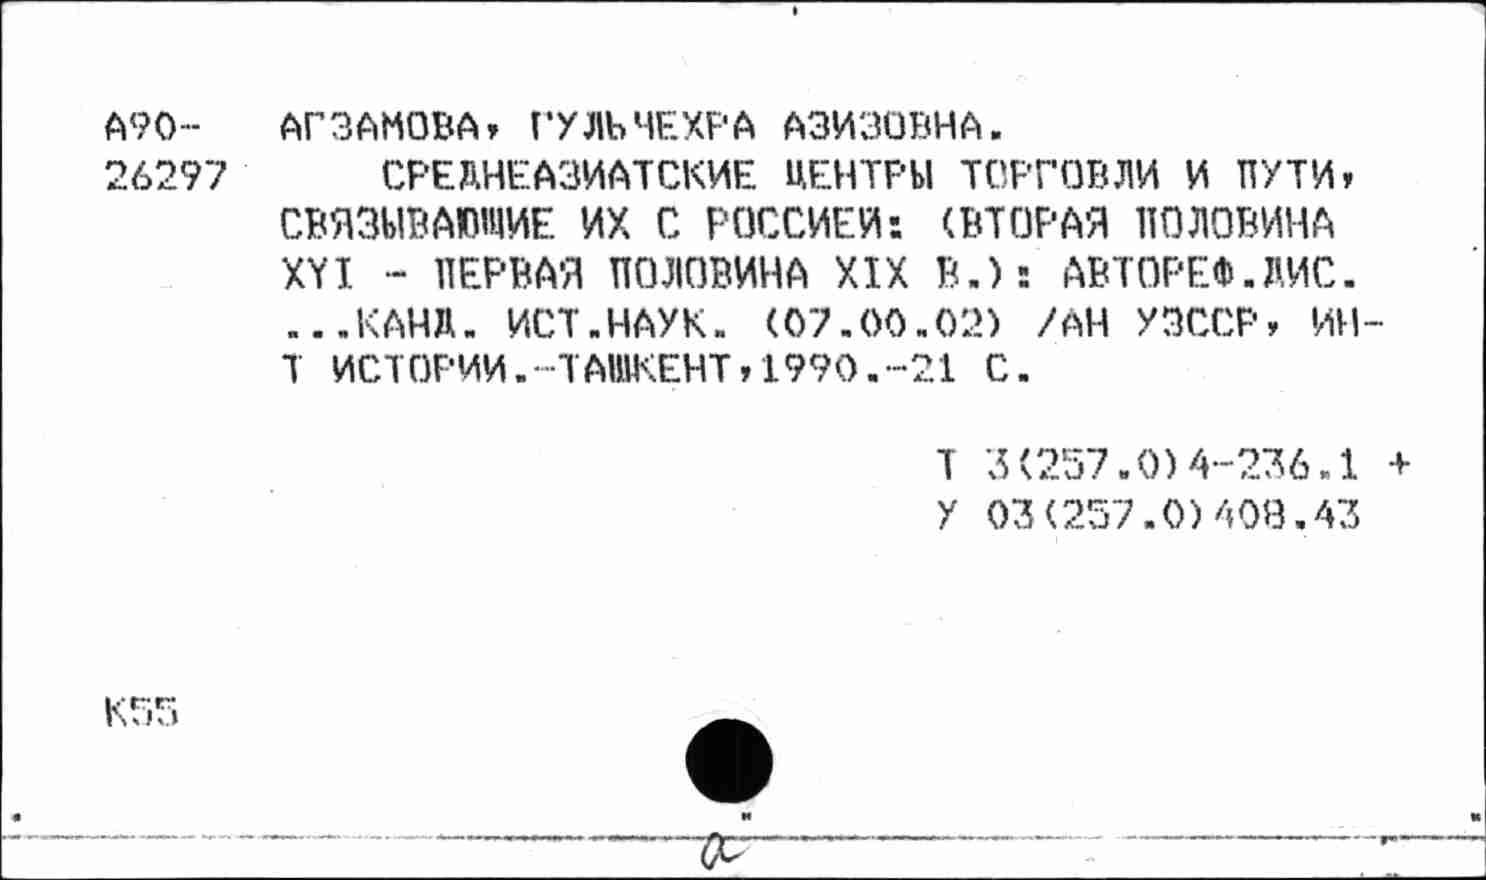 А90-    АГЗАМОВА, ГУЛЬЧЕХРА АЗИЗОВНА.
26297    СРЕДНЕАЗИАТСКИЕ ЦЕНТРЫ ТОРГОВЛИ И ПУТИ,
СВЯЗЫВАЮЩИЕ ИХ С РОССИЕЙ: (ВТОРАЯ ПОЛОВИНА
XYI - ПЕРВАЯ ПОЛОВИНА XIX В.): АВТОРЕФ.ДИС.
...КАНД. ИСТ.НАУК. (07.00.02) /АН УЗССР, ИН-
Т ИСТОРИИ.-ТАШКЕНТ,1990.-21 С.
Т 3(257.0)4-236.1 +
У 03(257.0)408.43
К55
а